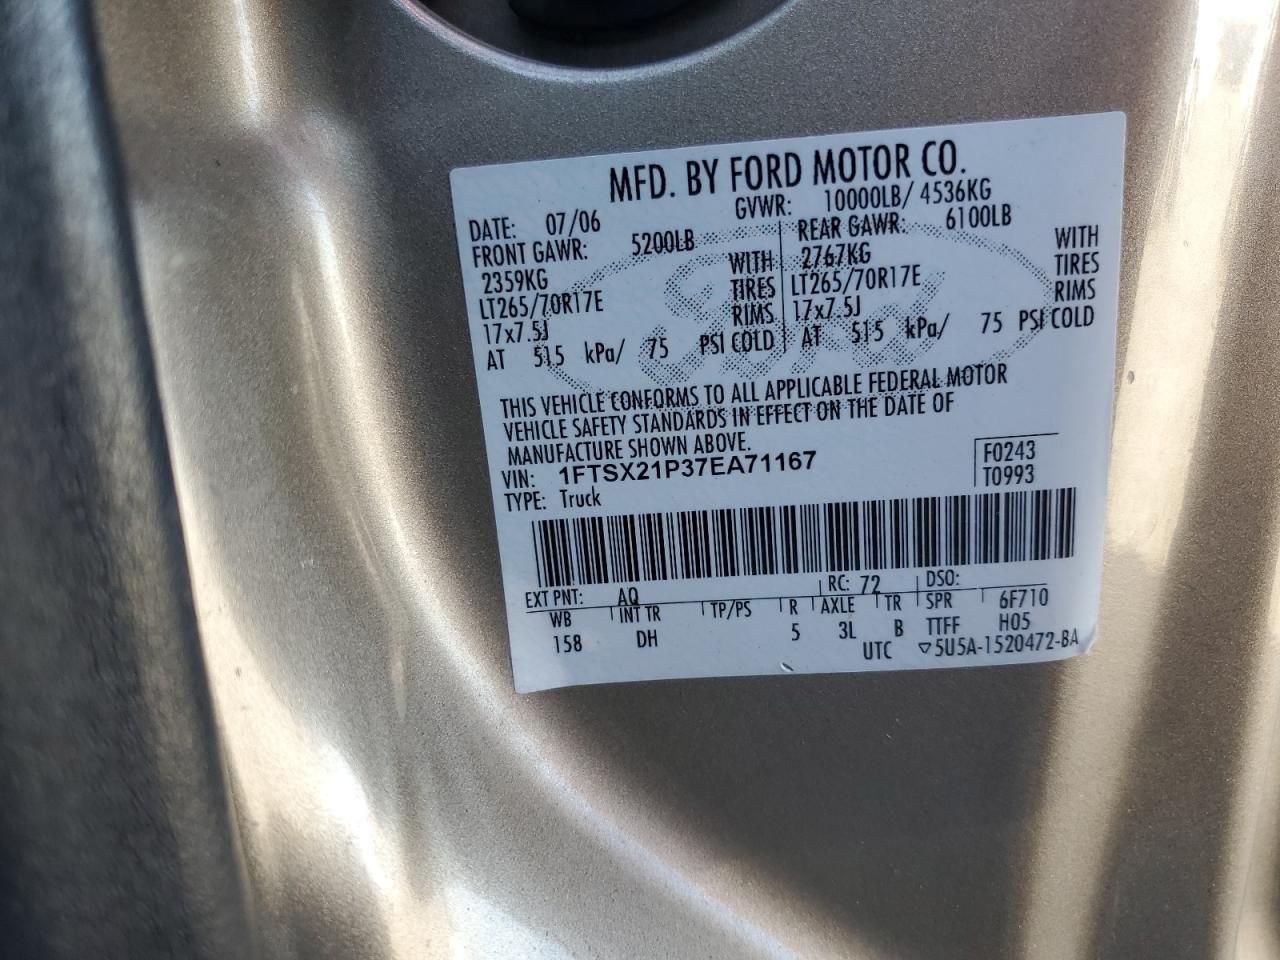 MFD. BY FORD MOTOR CO.
DATE: 07/06 GVWR: 10000LB/ 4536KG
FRONT GAWR: 5200LB REAR GAWR: 6100LB
2359KG WITH 2767KG WITH
LT265/70R17E TIRES LT265/70R17E TIRES
17x7.5J RIMS 17x7.5J RIMS
AT 515 kPa/ 75 PSI COLD AT 515 kPa/ 75 PSI COLD
THIS VEHICLE CONFORMS TO ALL APPLICABLE FEDERAL MOTOR
VEHICLE SAFETY STANDARDS IN EFFECT ON THE DATE OF
MANUFACTURE SHOWN ABOVE.
VIN: 1FTSX21P37EA71167 F0243
TYPE: Truck T0993
EXT PNT: AQ RC: 72 DSO:
WB INT TR TP/PS R AXLE TR SPR 6F710
158 DH 5 3L B TTFF H05
UTC ▽5U5A-1520472-BA